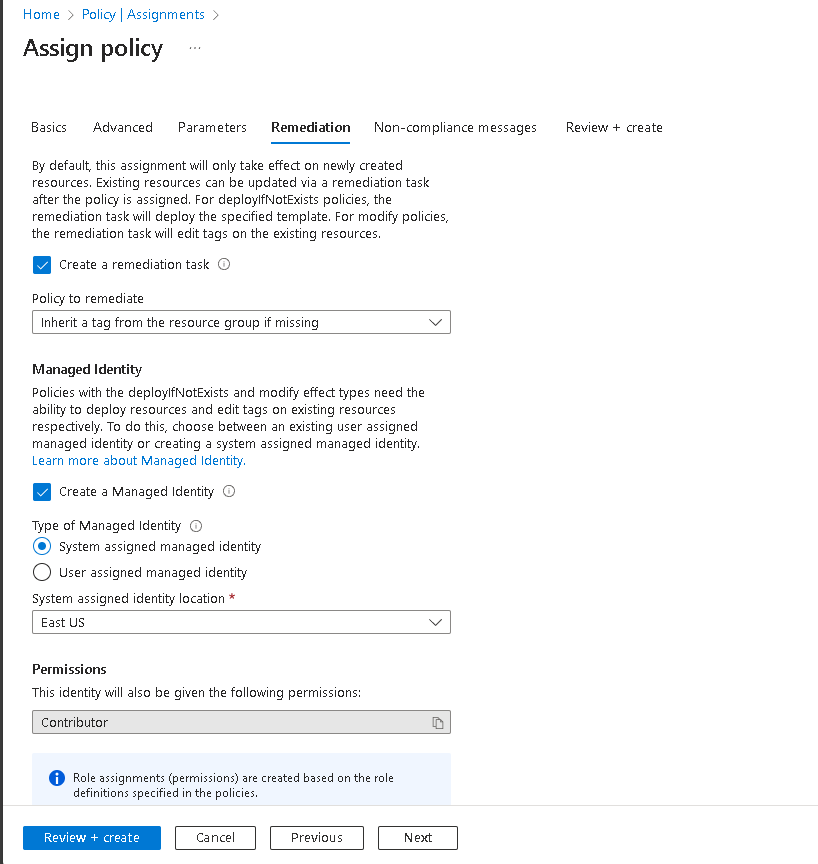 Home > Policy | Assignments >
Assign policy ...
Basics Advanced Parameters Remediation Non-compliance messages Review + create
By default, this assignment will only take effect on newly created
resources. Existing resources can be updated via a remediation task
after the policy is assigned. For deployIfNotExists policies, the
remediation task will deploy the specified template. For modify policies,
the remediation task will edit tags on the existing resources.
Create a remediation task
Policy to remediate
Inherit a tag from the resource group if missing
Managed Identity
Policies with the deployIfNotExists and modify effect types need the
ability to deploy resources and edit tags on existing resources
respectively. To do this, choose between an existing user assigned
managed identity or creating a system assigned managed identity.
Learn more about Managed Identity.
Create a Managed Identity
Type of Managed Identity
System assigned managed identity
User assigned managed identity
System assigned identity location *
East US
Permissions
This identity will also be given the following permissions:
Contributor
Role assignments (permissions) are created based on the role
definitions specified in the policies.
Review + create Cancel Previous Next